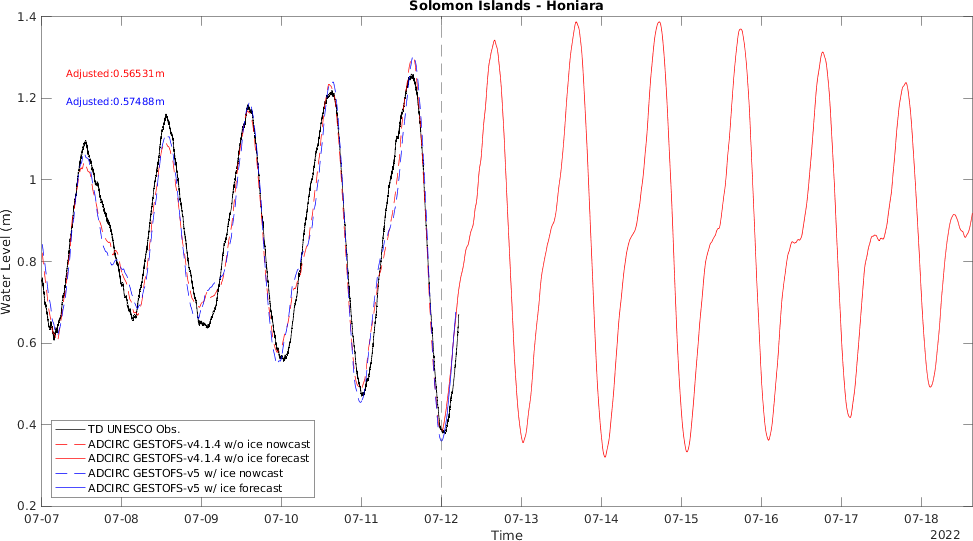 Solomon Islands - Honiara
Water Level (m)
1.4
1.2
1
0.8
0.6
0.4
0.2
Adjusted:0.56531m
Adjusted:0.57488m
TD UNESCO Obs.
ADCIRC GESTOFS-v4.1.4 w/o ice nowcast
ADCIRC GESTOFS-v4.1.4 w/o ice forecast
ADCIRC GESTOFS-v5 w/ ice nowcast
ADCIRC GESTOFS-v5 w/ ice forecast
07-07 07-08 07-09 07-10 07-11 07-12 07-13 07-14 07-15 07-16 07-17 07-18
Time
2022